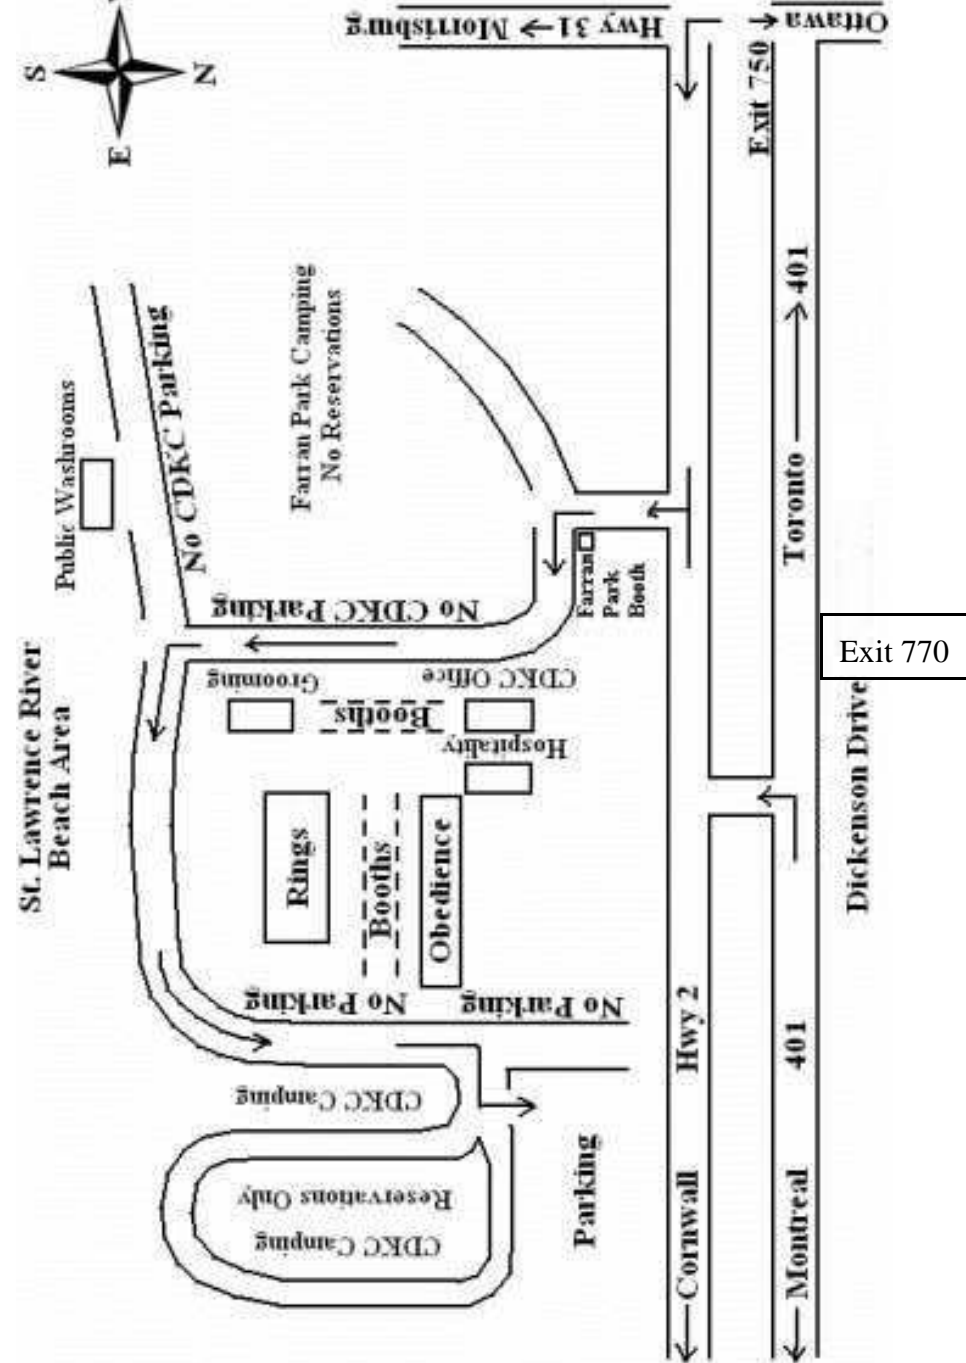 S
N
E
Hwy 31 → Morrisburg
Ottawa
Exit 750
401
Toronto
Farran Park Camping
No Reservations
Public Washrooms
No CDKC Parking
No CDKC Parking
Farran
Park
Booth
Exit 770
Dickenson Drive
St. Lawrence River
Beach Area
Grooming
Booths
CDKC Office
Hospitality
Rings
Booths
Obedience
No Parking
No Parking
Hwy 2
401
CDKC Camping
Reservations Only
CDKC Camping
Parking
Cornwall
Montreal